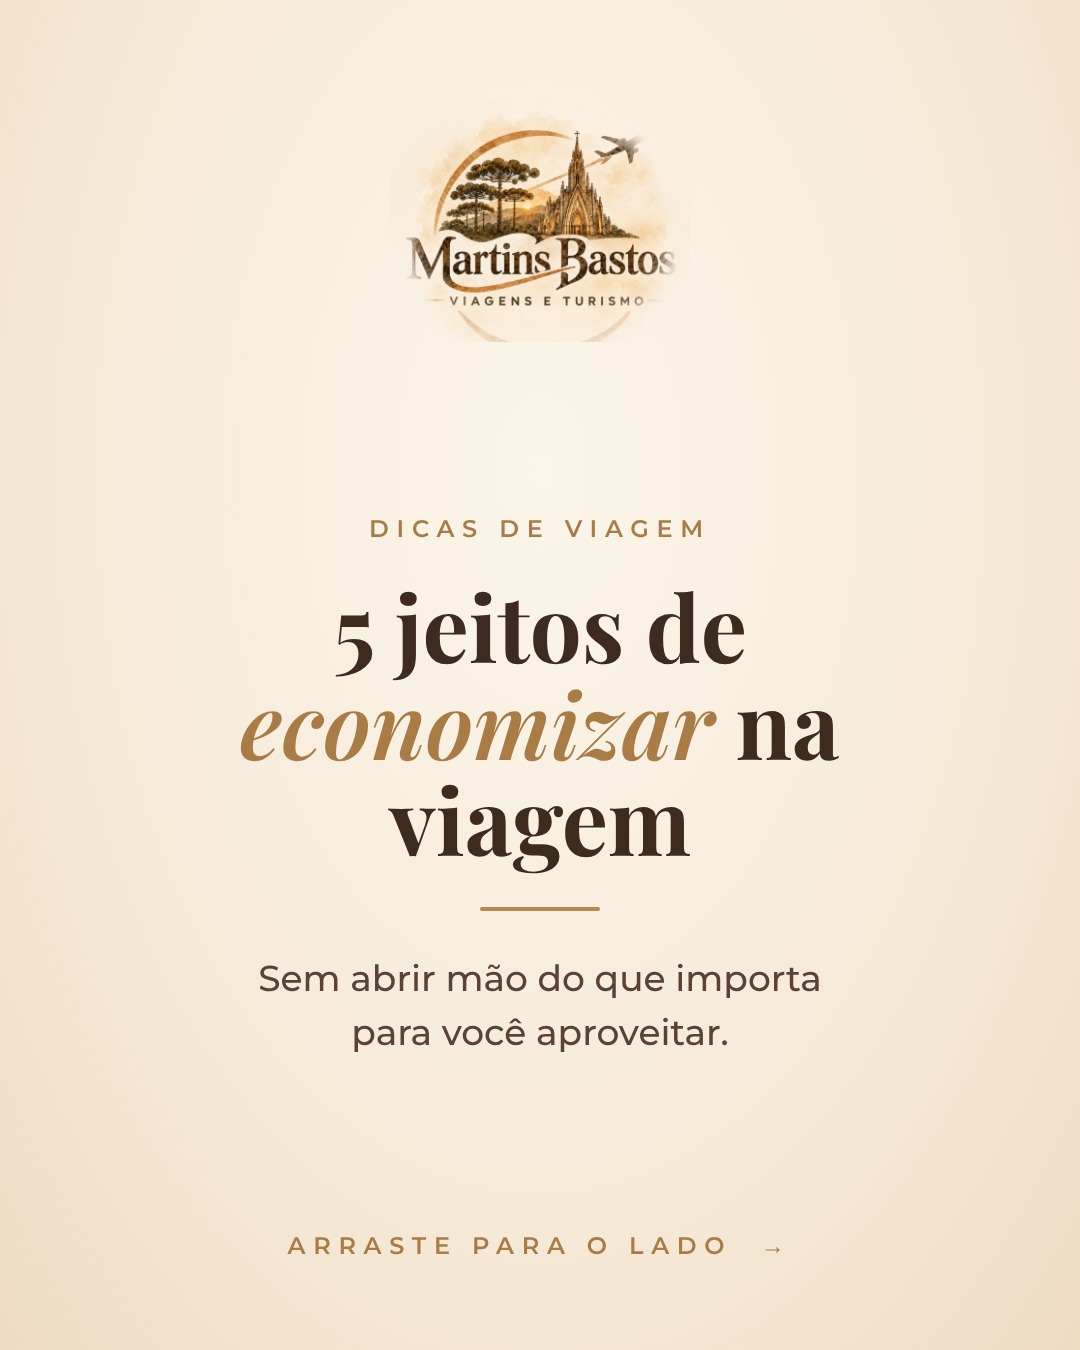 Martins Bastos
VIAGENS E TURISMO
DICAS DE VIAGEM
5 jeitos de
economizar na
viagem
Sem abrir mão do que importa
para você aproveitar.
ARRASTE PARA O LADO →